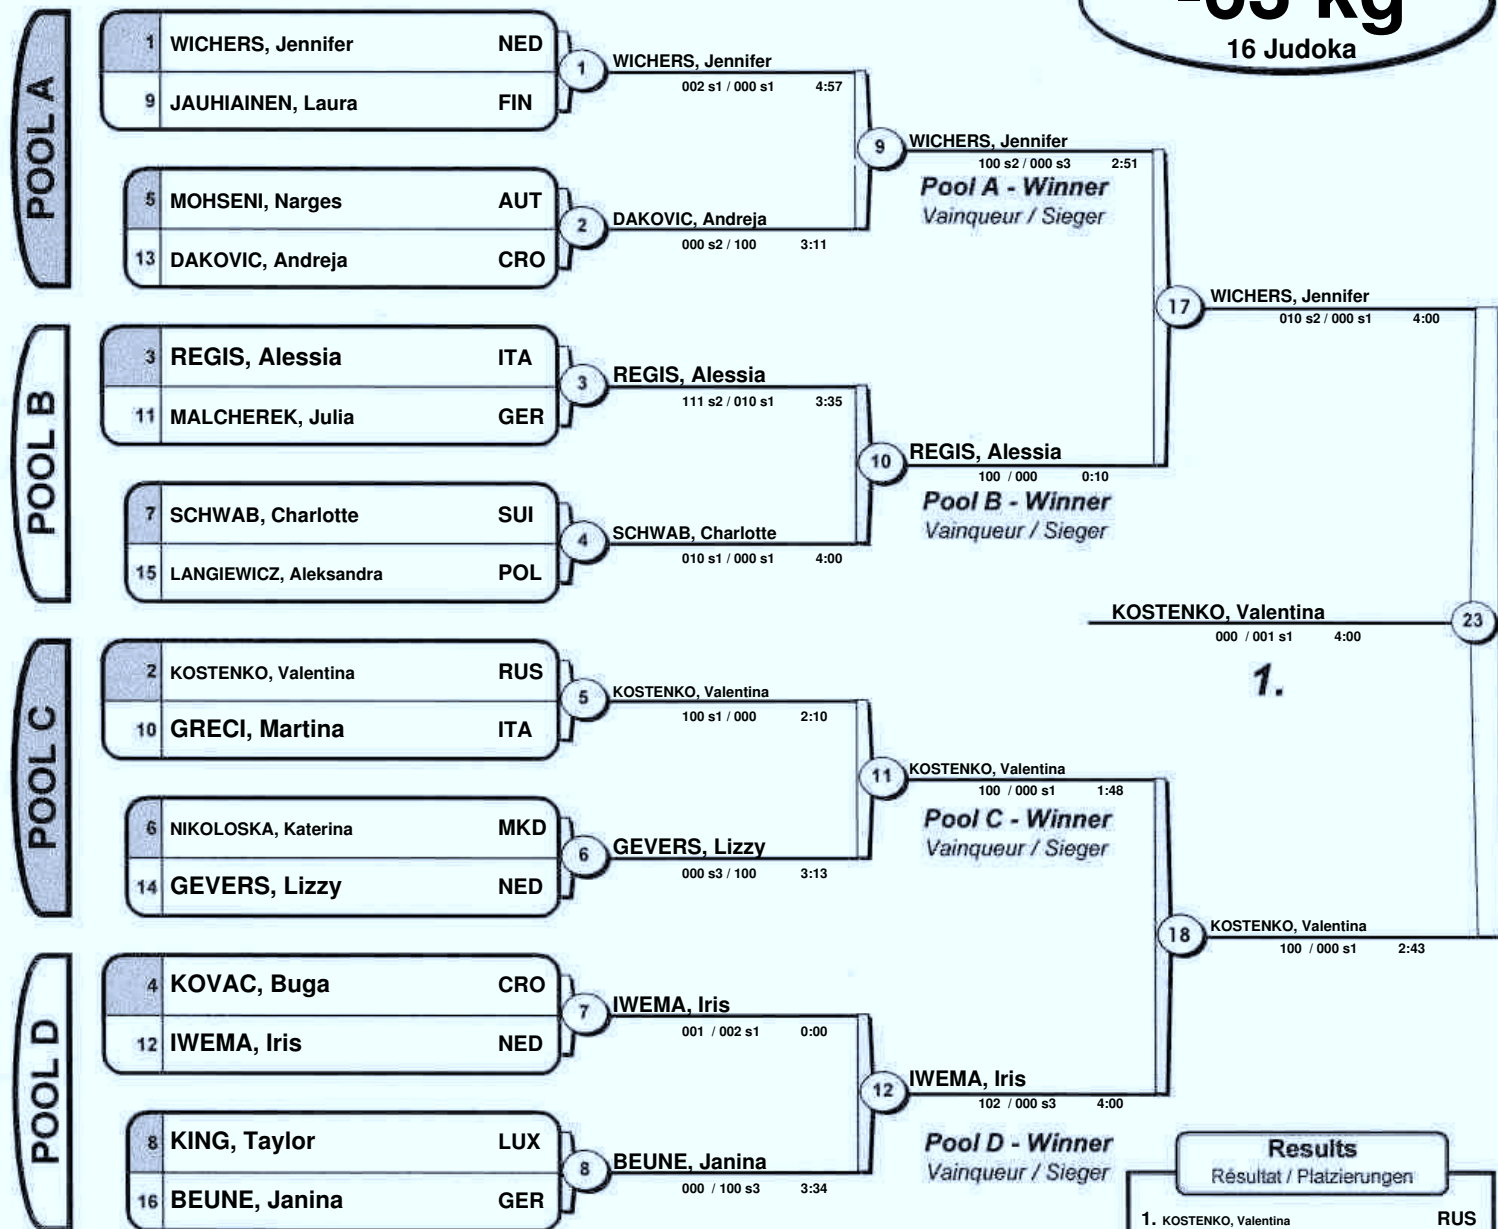 16 Judoka
POOL A
1 WICHERS, Jennifer NED
9 JAUHIAINEN, Laura FIN
1
WICHERS, Jennifer
002 s1 / 000 s1 4:57
5 MOHSENI, Narges AUT
13 DAKOVIC, Andreja CRO
2
DAKOVIC, Andreja
000 s2 / 100 3:11
9
WICHERS, Jennifer
100 s2 / 000 s3 2:51
Pool A - Winner
Vainqueur / Sieger
POOL B
3 REGIS, Alessia ITA
11 MALCHEREK, Julia GER
3
REGIS, Alessia
111 s2 / 010 s1 3:35
7 SCHWAB, Charlotte SUI
15 LANGIEWICZ, Aleksandra POL
4
SCHWAB, Charlotte
010 s1 / 000 s1 4:00
10
REGIS, Alessia
100 / 000 0:10
Pool B - Winner
Vainqueur / Sieger
17
WICHERS, Jennifer
010 s2 / 000 s1 4:00
KOSTENKO, Valentina
000 / 001 s1 4:00
23
1.
POOL C
2 KOSTENKO, Valentina RUS
10 GRECI, Martina ITA
5
KOSTENKO, Valentina
100 s1 / 000 2:10
6 NIKOLOSKA, Katerina MKD
14 GEVERS, Lizzy NED
6
GEVERS, Lizzy
000 s3 / 100 3:13
11
KOSTENKO, Valentina
100 / 000 s1 1:48
Pool C - Winner
Vainqueur / Sieger
18
KOSTENKO, Valentina
100 / 000 s1 2:43
POOL D
4 KOVAC, Buga CRO
12 IWEMA, Iris NED
7
IWEMA, Iris
001 / 002 s1 0:00
8 KING, Taylor LUX
16 BEUNE, Janina GER
8
BEUNE, Janina
000 / 100 s3 3:34
12
IWEMA, Iris
102 / 000 s3 4:00
Pool D - Winner
Vainqueur / Sieger
Results
Résultat / Platzierungen
1. KOSTENKO, Valentina RUS